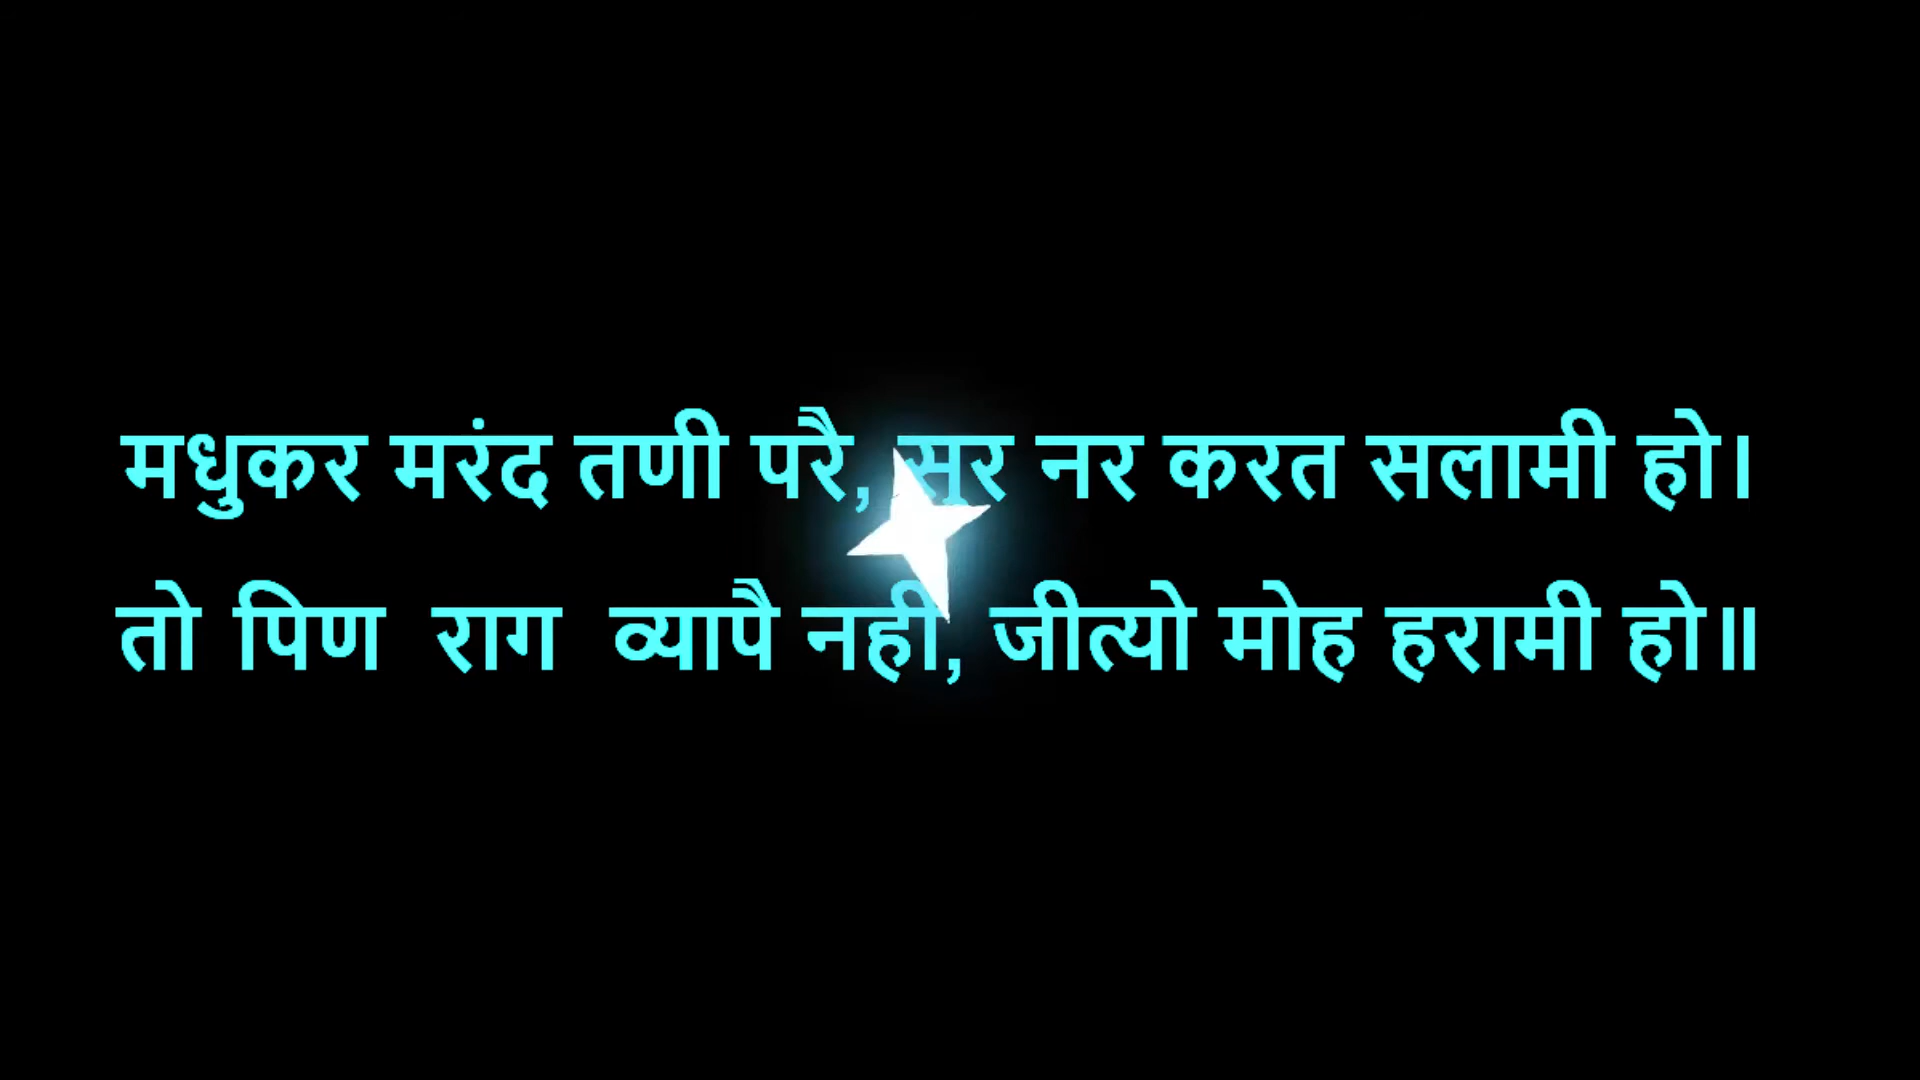 मधुकर मरंद तणी परै, सुर नर करत सलामी हो।
तो पिण राग व्यापै नही, जीत्यो मोह हरामी हो॥